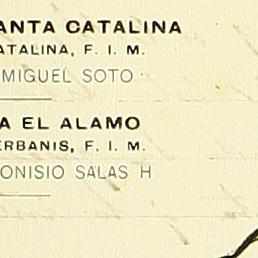 ANTA CATALINA
ATALINA, F. I. M.
MIGUEL SOTO
A EL ALAMO
ERBANIS, F. I. M.
ONISIO SALAS H